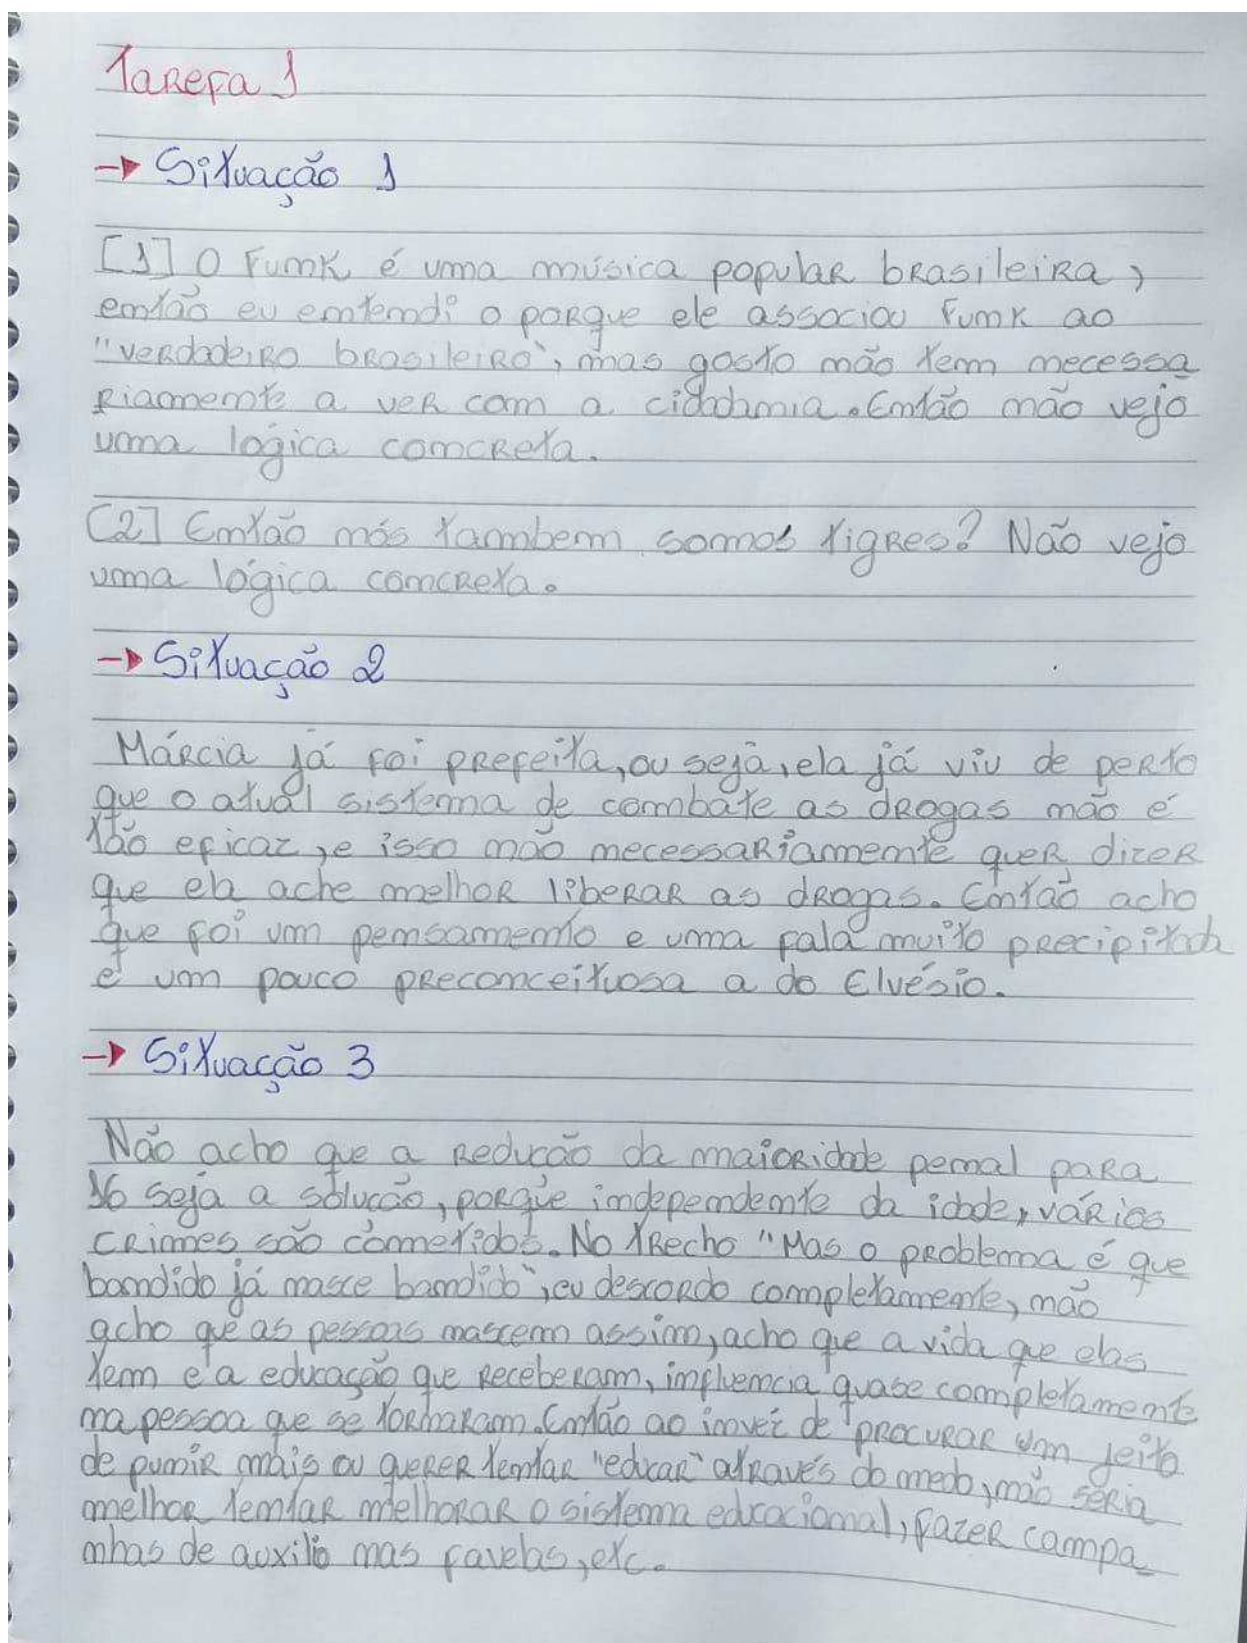 Tarefa 1
→ Situação 1
[1] O Funk é uma música popular brasileira,
então eu entendi o porque ele associou Funk ao
"verdadeiro brasileiro", mas gosto não tem necessa
riamente a ver com a cidadania. Então não vejo
uma lógica concreta.
[2] Então nós tambem somos tigres? Não vejo
uma lógica concreta.
→ Situação 2
Márcia já foi prefeita, ou seja, ela já viu de perto
que o atual sistema de combate as drogas não é
tão eficaz, e isso não necessariamente quer dizer
que ela ache melhor liberar as drogas. Então acho
que foi um pensamento e uma fala muito precipitada
e um pouco preconceituosa a do Elvésio.
→ Situação 3
Não acho que a redução da maioridade penal para
16 seja a solução, porque independente da idade, vários
crimes são cometidos. No trecho "Mas o problema é que
bandido já nasce bandido", eu descordo completamente, não
acho que as pessoas nascem assim, acho que a vida que elas
tem e a educação que receberam, influencia quase completamente
na pessoa que se tornaram. Então ao invéz de procurar um jeito
de punir mais ou querer tentar "educar" através do medo, não seria
melhor tentar melhorar o sistema educacional, fazer campa
nhas de auxilio nas favelas, etc.